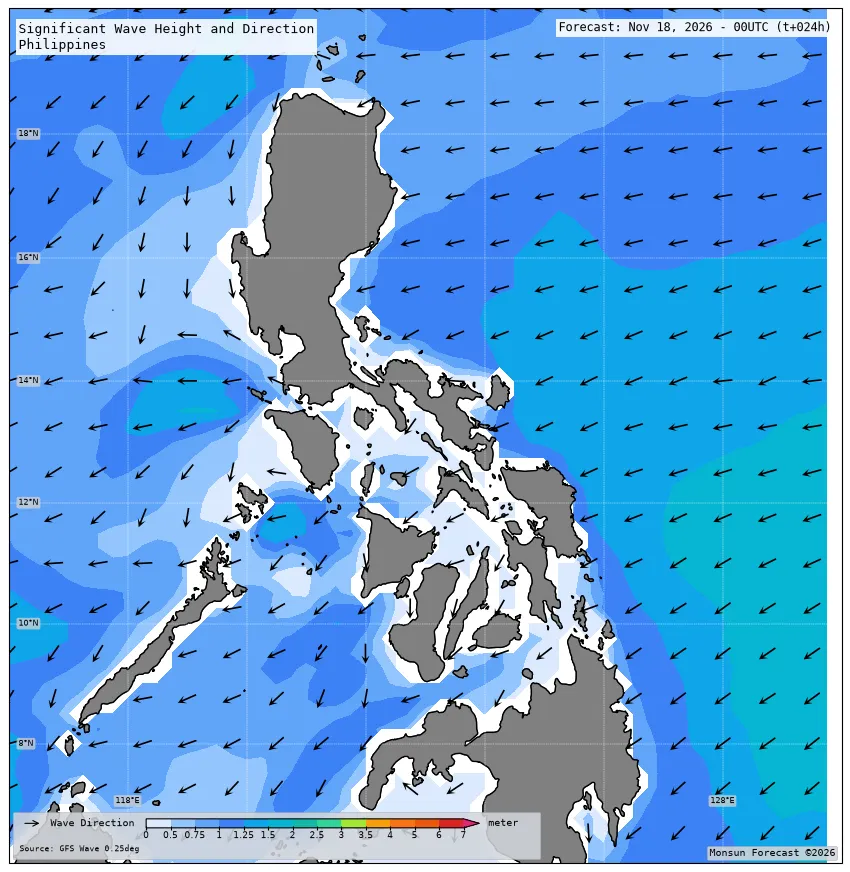 Significant Wave Height and Direction
Philippines
Forecast: Nov 18, 2026 - 00UTC (t+024h)
18°N
16°N
14°N
12°N
10°N
8°N
118°E
128°E
Wave Direction
meter
0 0.5 0.75 1 1.25 1.5 2 2.5 3 3.5 4 5 6 7
Source: GFS Wave 0.25deg
Monsun Forecast ©2026